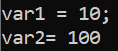 var1 = 10;
var2= 100